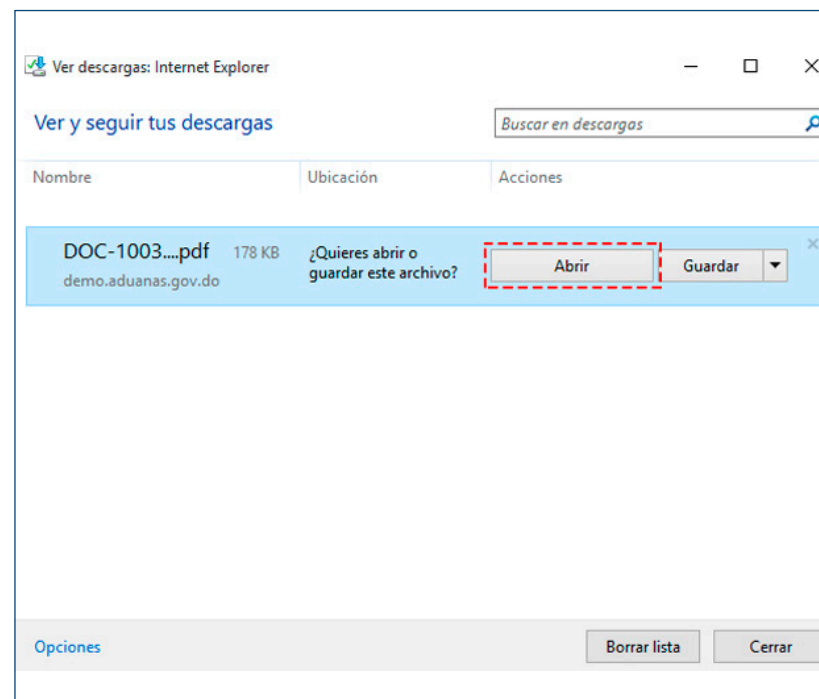 Ver descargas: Internet Explorer
Ver y seguir tus descargas
Buscar en descargas
Nombre
Ubicación
Acciones
DOC-1003....pdf 178 KB
demo.aduanas.gov.do
¿Quieres abrir o
guardar este archivo?
Abrir
Guardar
Opciones
Borrar lista
Cerrar